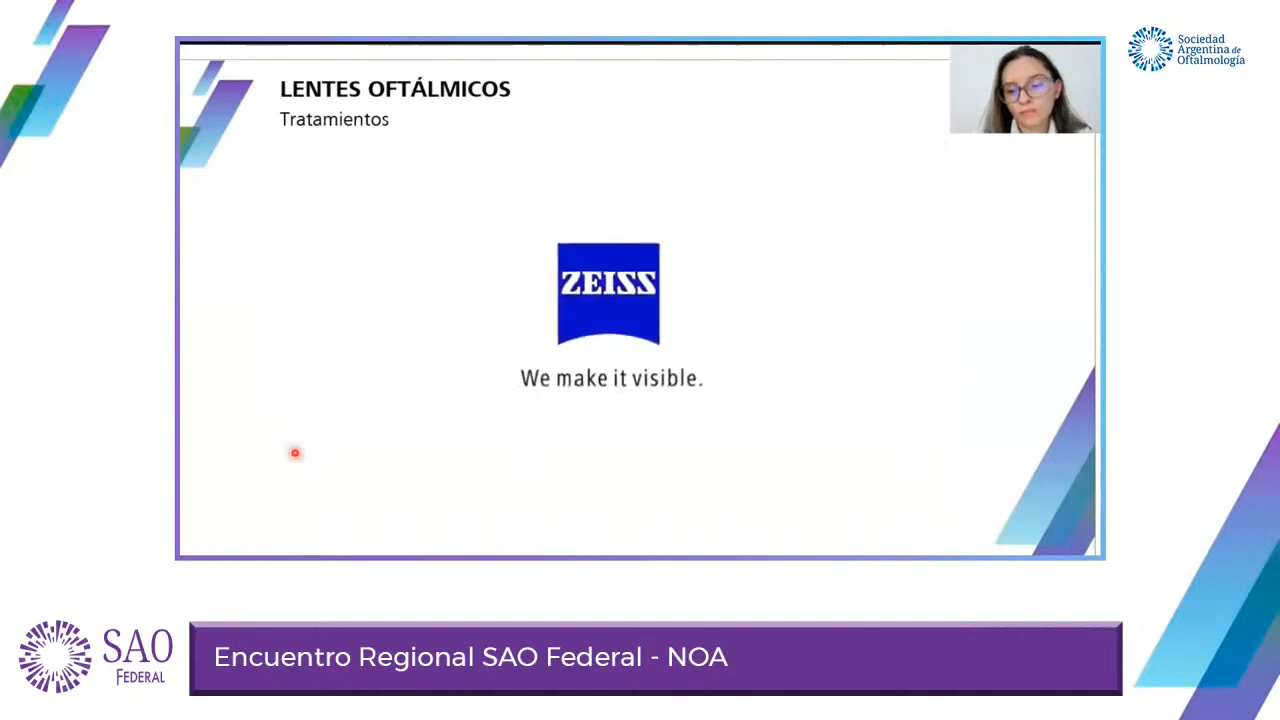 Sociedad
Argentina de
Oftalmología
LENTES OFTÁLMICOS
Tratamientos
ZEISS
We make it visible.
SAO
FEDERAL
Encuentro Regional SAO Federal - NOA